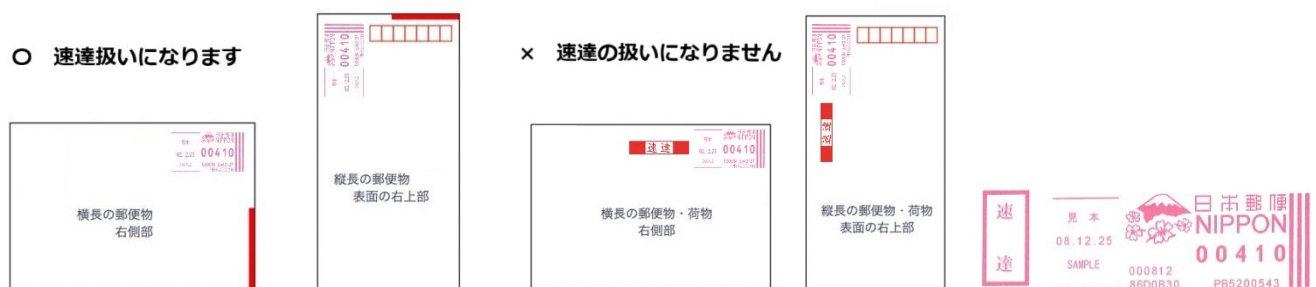 〇 速達扱いになります
00410
横長の郵便物
右側部
00410
縦長の郵便物
表面の右上部
× 速達の扱いになりません
速達
00410
横長の郵便物・荷物
右側部
00410
速達
縦長の郵便物・荷物
表面の右上部
速達
見本
08.12.25
SAMPLE
日本郵便
NIPPON
00410
000812
86D0B30
PB5200543